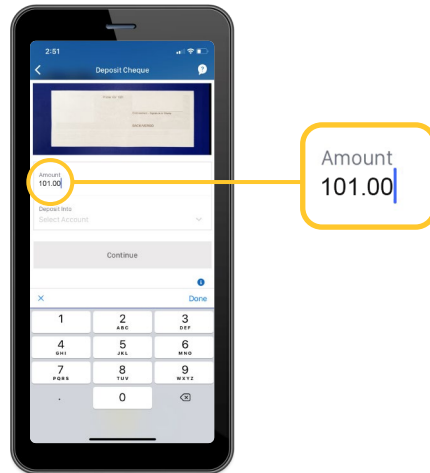 2:51
Deposit Cheque
?
Amount
101.00
Deposit Info
Select Account
Continue
i
× Done
1
2 ABC
3 DEF
4 GHI
5 JKL
6 MNO
7 PQRS
8 TUV
9 WXYZ
.
0
Amount
101.00